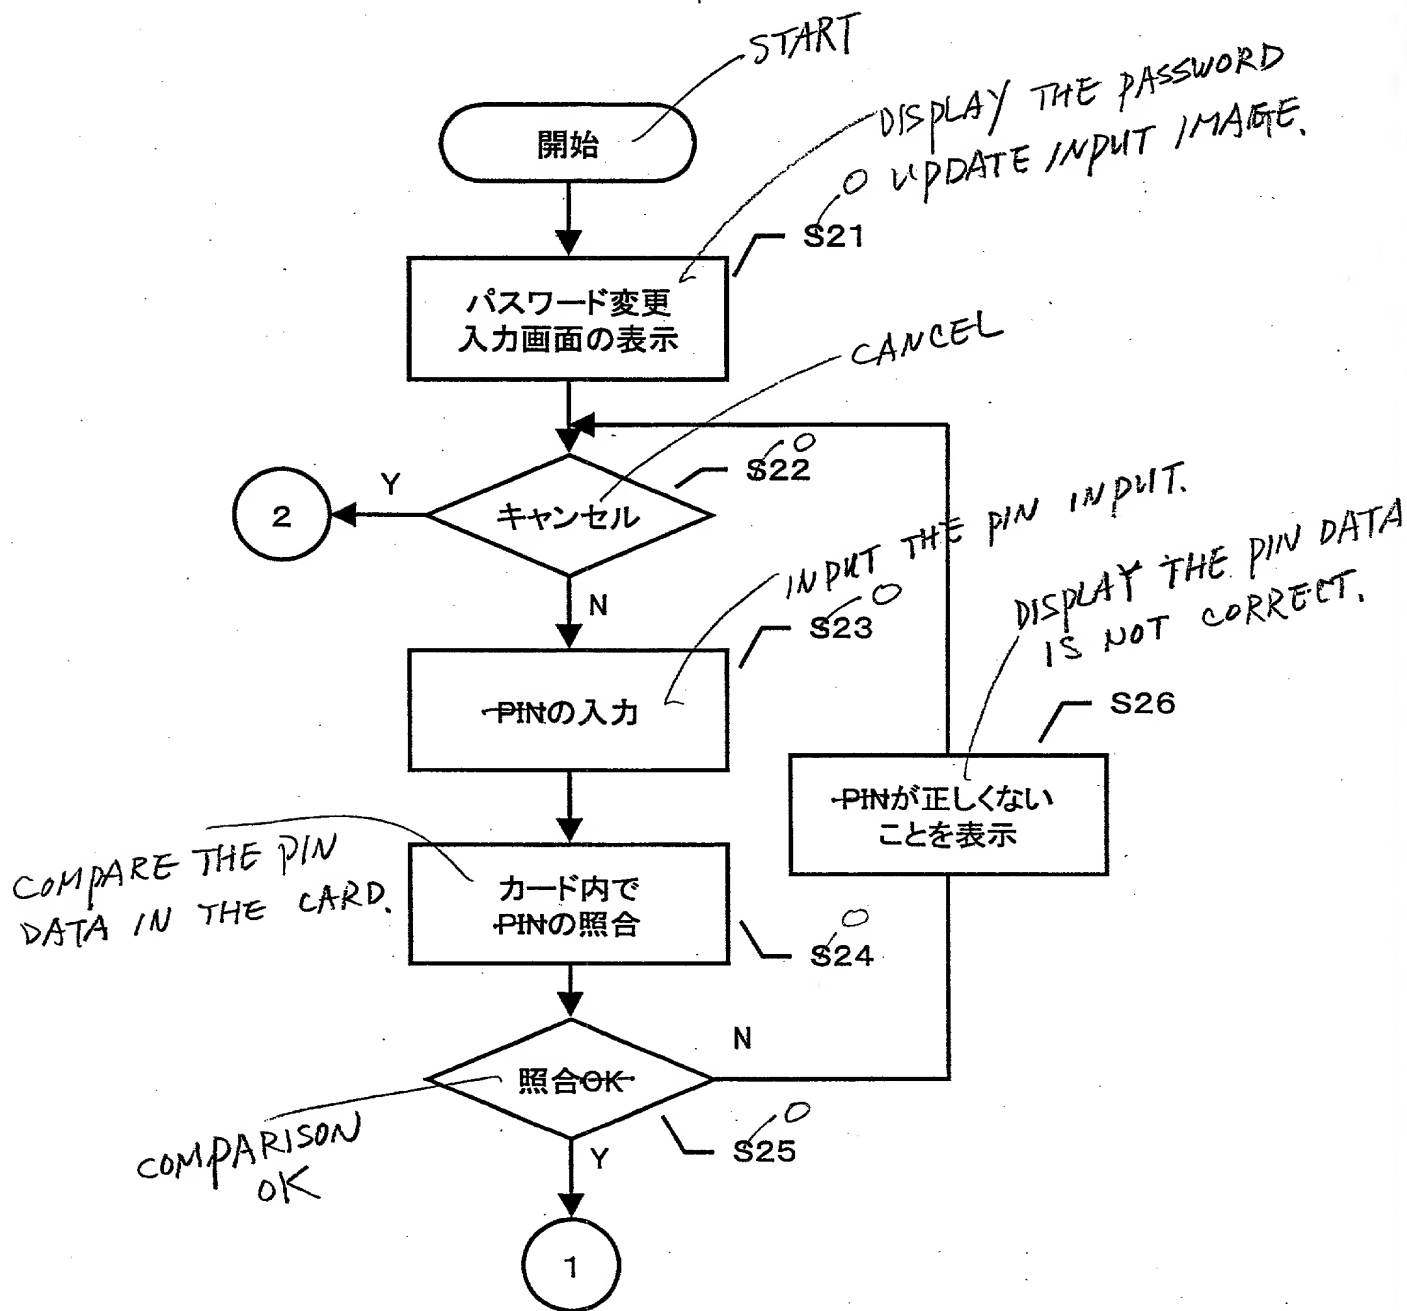 START
開始
DISPLAY THE PASSWORD
UPDATE INPUT IMAGE.
O
S21
パスワード変更
入力画面の表示
CANCEL
O
S22
Y
2
キャンセル
N
INPUT THE PIN INPUT.
O
S23
PINの入力
DISPLAY THE PIN DATA
IS NOT CORRECT.
S26
PINが正しくない
ことを表示
COMPARE THE PIN
DATA IN THE CARD.
カード内で
PINの照合
O
S24
N
照合OK
COMPARISON
OK
O
S25
Y
1